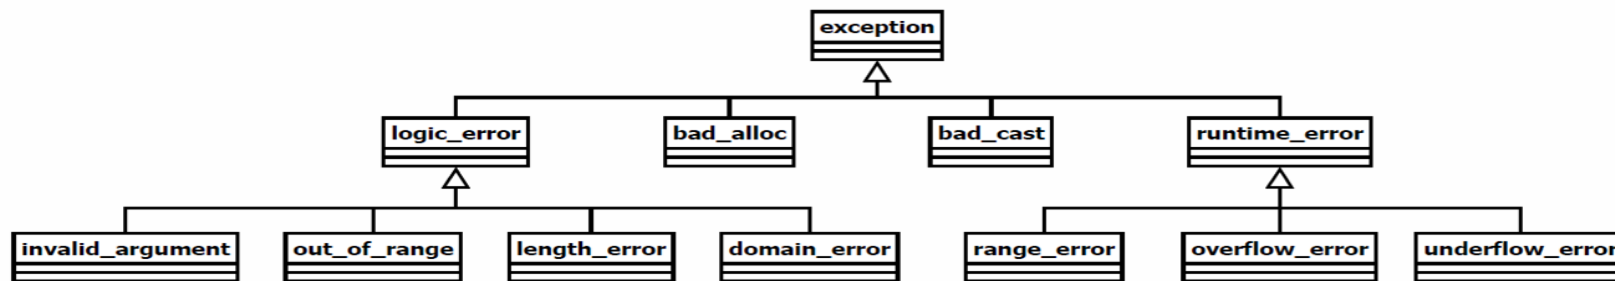 exception
logic_error
bad_alloc
bad_cast
runtime_error
invalid_argument
out_of_range
length_error
domain_error
range_error
overflow_error
underflow_error